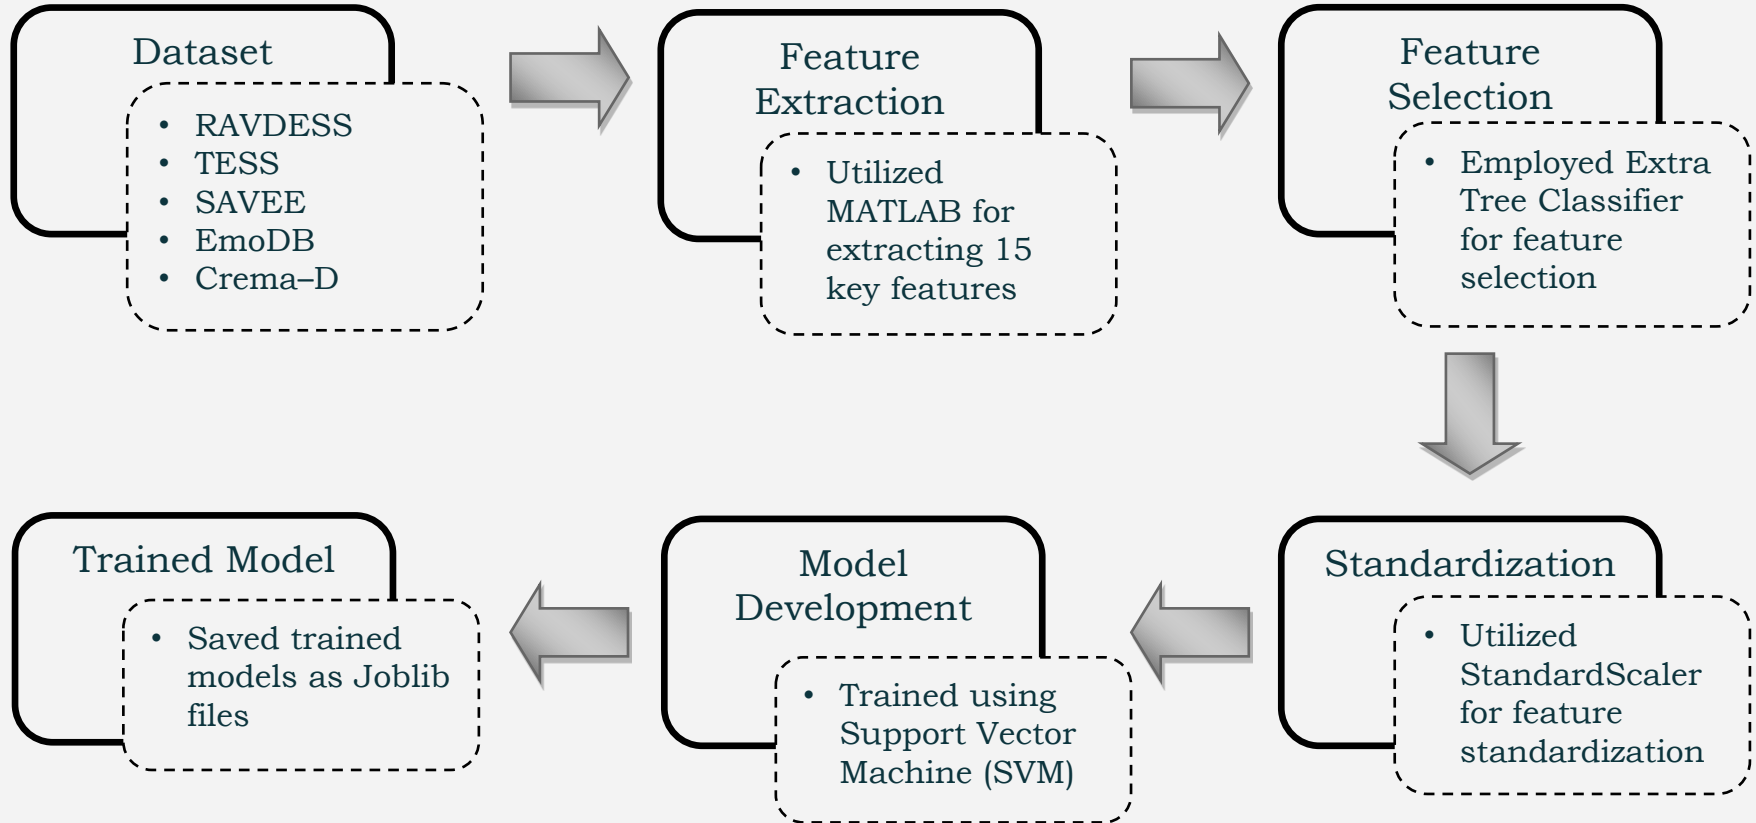 Dataset
• RAVDESS
• TESS
• SAVEE
• EmoDB
• Crema–D
Feature
Extraction
• Utilized
MATLAB for
extracting 15
key features
Feature
Selection
• Employed Extra
Tree Classifier
for feature
selection
Standardization
• Utilized
StandardScaler
for feature
standardization
Model
Development
• Trained using
Support Vector
Machine (SVM)
Trained Model
• Saved trained
models as Joblib
files